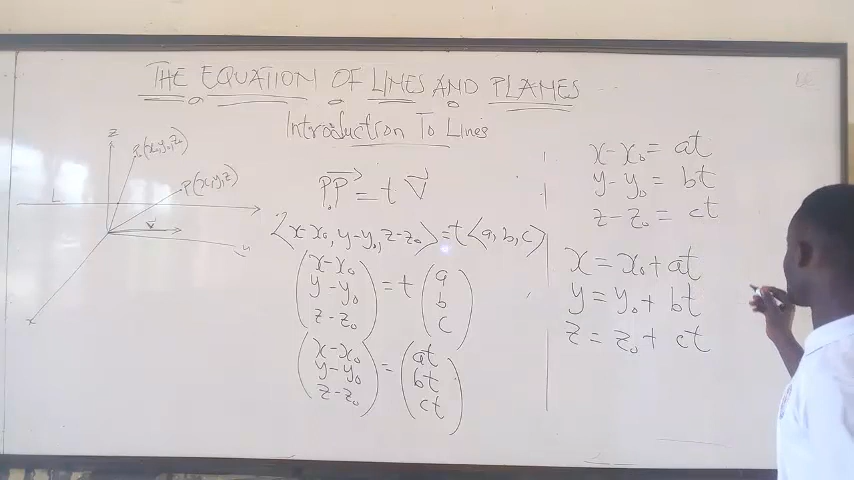 THE EQUATION OF LINES AND PLANES
Introduction To Lines
z
P₀(x₀,y₀,z₀)
P(x,y,z)
L
v⃗
y
x
P₀P⃗ = t v⃗
⟨x-x₀, y-y₀, z-z₀⟩ = t⟨a, b, c⟩
(x-x₀ y-y₀ z-z₀) = t (a b c)
(x-x₀ y-y₀ z-z₀) = (at bt ct)
x-x₀ = at
y-y₀ = bt
z-z₀ = ct
x = x₀ + at
y = y₀ + bt
z = z₀ + ct